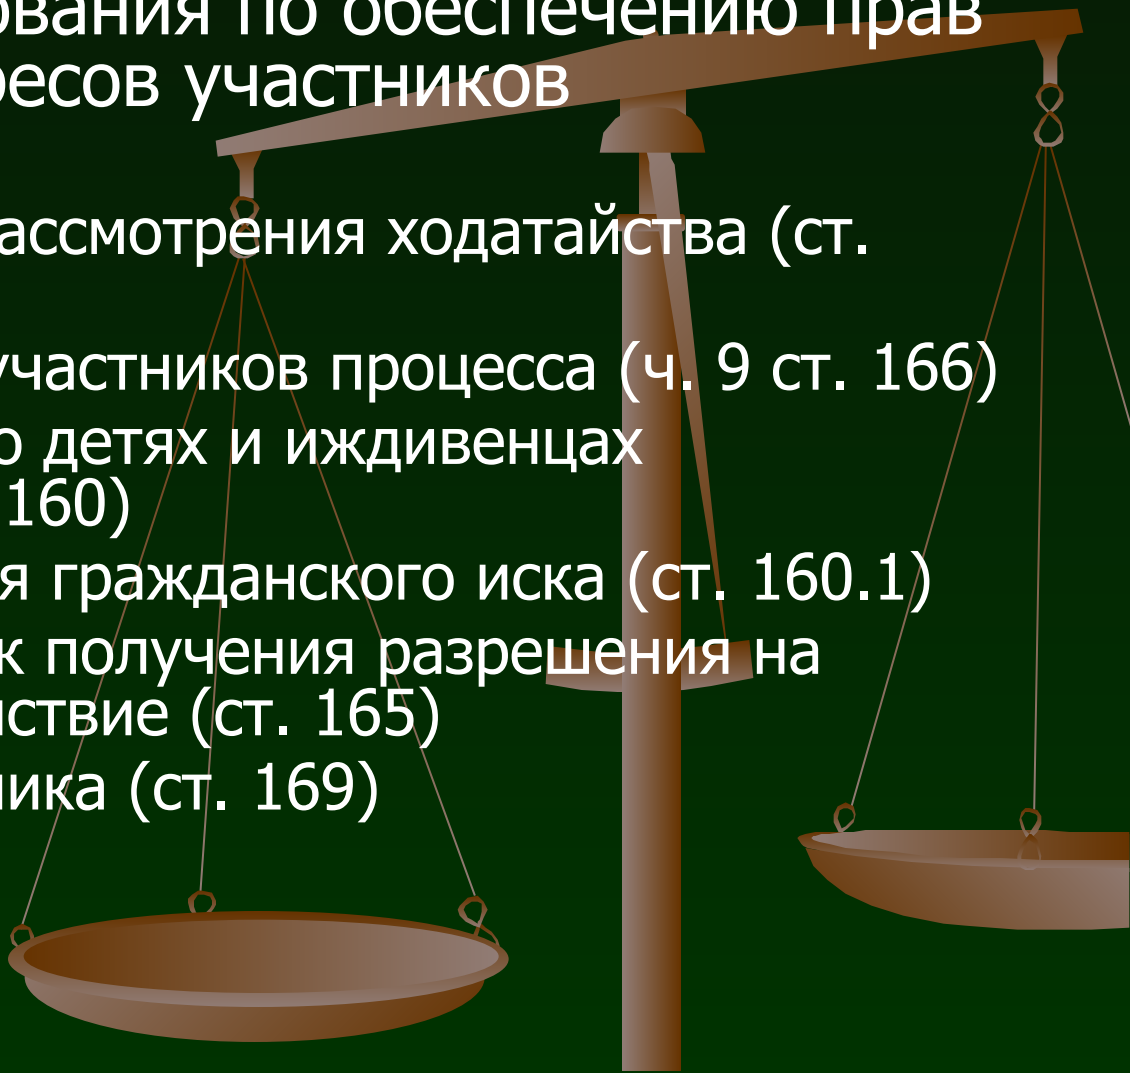 ования по обеспечению прав
ресов участников
ассмотрения ходатайства (ст.
участников процесса (ч. 9 ст. 166)
о детях и иждивенцах
160)
я гражданского иска (ст. 160.1)
к получения разрешения на
ствие (ст. 165)
ика (ст. 169)